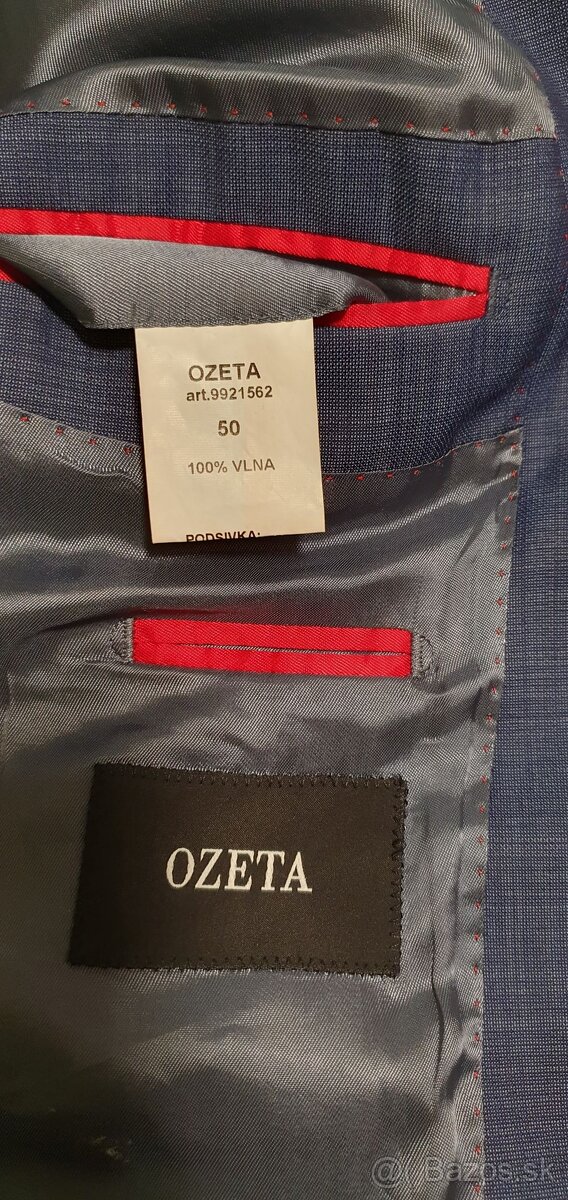 OZETA
art.9921562
50
100% VLNA
PODSIVKA:
OZETA
Bazos.sk